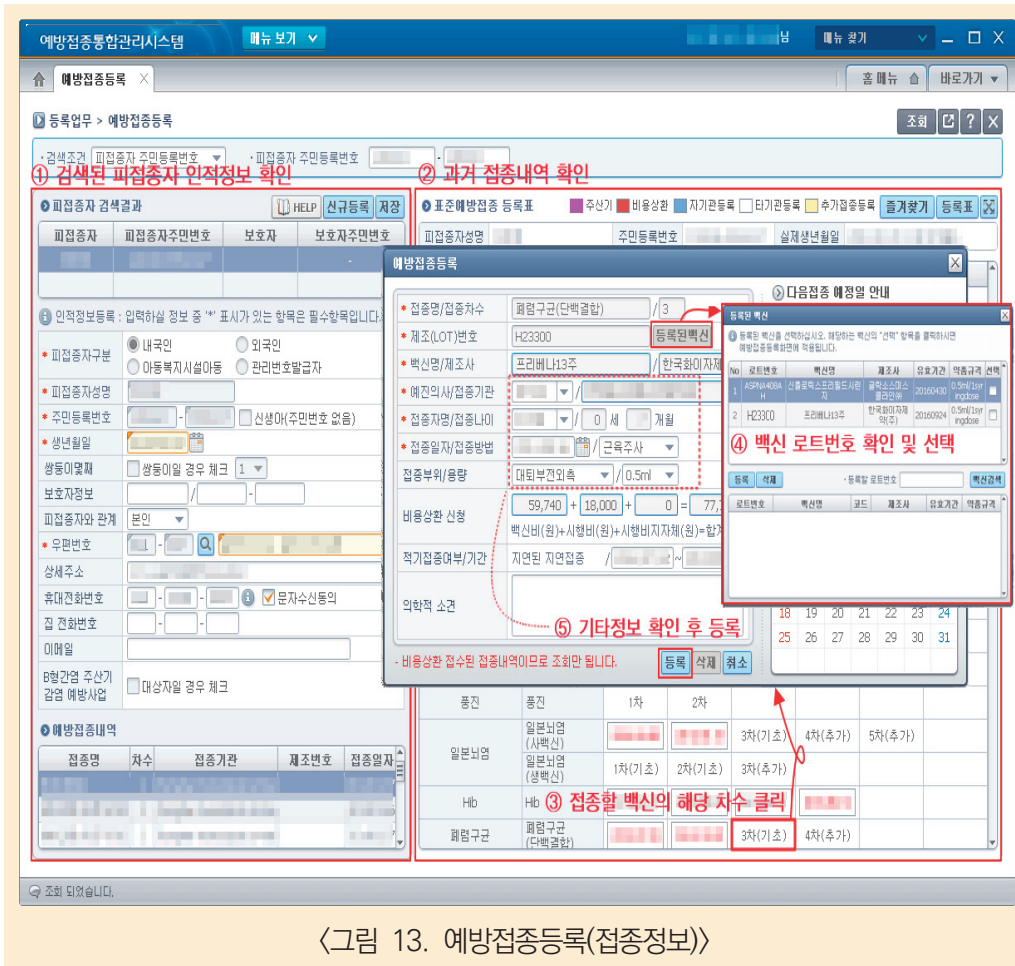 예방접종통합관리시스템 메뉴 보기 님 메뉴 찾기
예방접종등록 홈 메뉴 바로가기
등록업무 > 예방접종등록 조회
·검색조건 피접종자 주민등록번호 ·피접종자 주민등록번호 -
① 검색된 피접종자 인적정보 확인
피접종자 검색결과 HELP 신규등록 저장
피접종자 피접종자주민번호 보호자 보호자주민번호
-
인적정보등록 : 입력하실 정보 중 '*' 표시가 있는 항목은 필수항목입니다.
* 피접종자구분 내국인 외국인
아동복지시설아동 관리번호발급자
* 피접종자성명
* 주민등록번호 - 신생아(주민번호 없음)
* 생년월일
쌍둥이몇째 쌍둥이일 경우 체크 1
보호자정보 / -
피접종자와 관계 본인
* 우편번호 -
상세주소
휴대전화번호 - - 문자수신동의
집 전화번호 - -
이메일
B형간염 주산기
감염 예방사업 대상자일 경우 체크
예방접종내역
접종명 차수 접종기관 제조번호 접종일자
② 과거 접종내역 확인
표준예방접종 등록표 주산기 비용상환 자기관등록 타기관등록 추가접종등록 즐겨찾기 등록표
피접종자성명 주민등록번호 실제생년월일
예방접종등록
* 접종명/접종차수 폐렴구균(단백결합) / 3
* 제조(LOT)번호 H23300 등록된백신
* 백신명/제조사 프리베나13주 / 한국화이자제
* 예진의사/접종기관 /
* 접종자명/접종나이 / 0 세 개월
* 접종일자/접종방법 / 근육주사
접종부위/용량 대퇴부전외측 / 0.5ml
비용상환 신청 59,740 + 18,000 + 0 = 77,
백신비(원)+시행비(원)+시행비지자체(원)=합계
적기접종여부/기간 지연된 지연접종 / ~
의학적 소견
⑤ 기타정보 확인 후 등록
- 비용상환 접수된 접종내역이므로 조회만 됩니다. 등록 삭제 취소
다음접종 예정일 안내
등록된 백신
등록된 백신을 선택하십시오. 해당하는 백신의 "선택" 항목을 클릭하시면
예방접종등록화면에 적용됩니다.
No 로트번호 백신명 제조사 유효기간 약품규격 선택
1 ASPNA408A
H 신플로릭스프리필드시린
지 글락소스미스
클라인㈜ 20160430 0.5ml/1syr
ingdose
2 H23300 프리베나13주 한국화이자제
약(주) 20160924 0.5ml/1syr
ingdose
④ 백신 로트번호 확인 및 선택
등록 삭제 ·등록할 로트번호 백신검색
로트번호 백신명 코드 제조사 유효기간 약품규격
18 19 20 21 22 23 24
25 26 27 28 29 30 31
풍진 풍진 1차 2차
일본뇌염 일본뇌염
(사백신) 3차(기초) 4차(추가) 5차(추가)
일본뇌염
(생백신) 1차(기초) 2차(기초) 3차(추가)
Hib Hib
③ 접종할 백신의 해당 차수 클릭
폐렴구균 폐렴구균
(단백결합) 3차(기초) 4차(추가)
조회 되었습니다.
〈그림 13. 예방접종등록(접종정보)〉